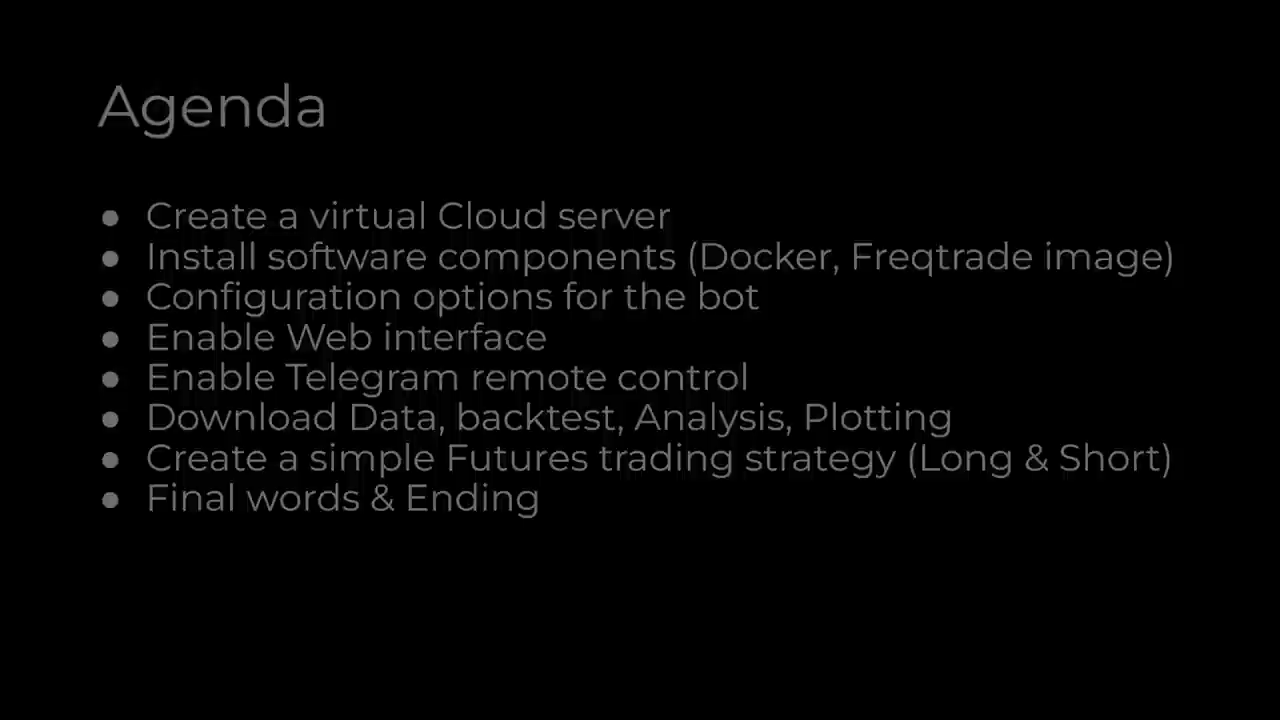 Agenda
● Create a virtual Cloud server
● Install software components (Docker, Freqtrade image)
● Configuration options for the bot
● Enable Web interface
● Enable Telegram remote control
● Download Data, backtest, Analysis, Plotting
● Create a simple Futures trading strategy (Long & Short)
● Final words & Ending